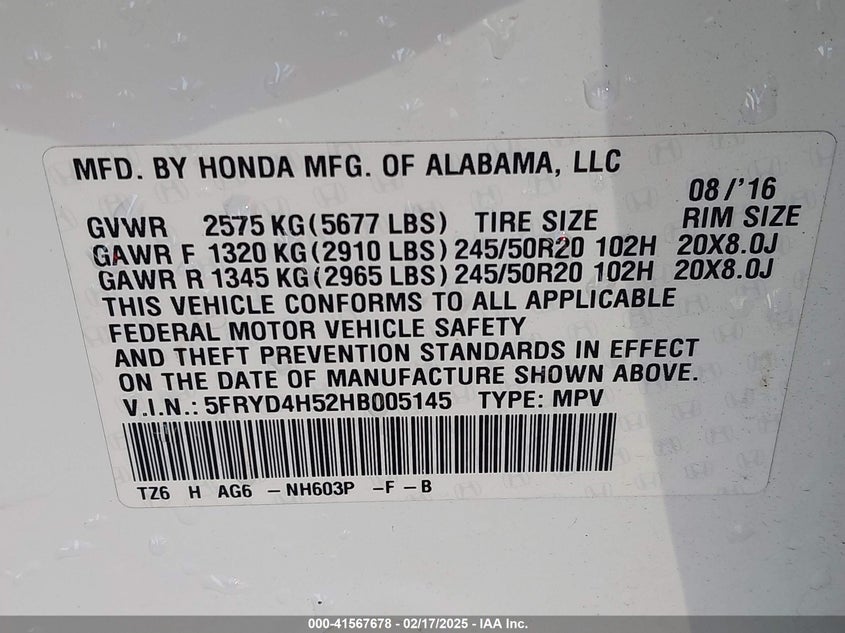 MFD. BY HONDA MFG. OF ALABAMA, LLC
08/'16
GVWR 2575 KG(5677 LBS) TIRE SIZE RIM SIZE
GAWR F 1320 KG(2910 LBS) 245/50R20 102H 20X8.0J
GAWR R 1345 KG(2965 LBS) 245/50R20 102H 20X8.0J
THIS VEHICLE CONFORMS TO ALL APPLICABLE
FEDERAL MOTOR VEHICLE SAFETY
AND THEFT PREVENTION STANDARDS IN EFFECT
ON THE DATE OF MANUFACTURE SHOWN ABOVE.
V.I.N.: 5FRYD4H52HB005145 TYPE: MPV
TZ6 H AG6 -NH603P -F-B
000-41567678 - 02/17/2025 - IAA Inc.